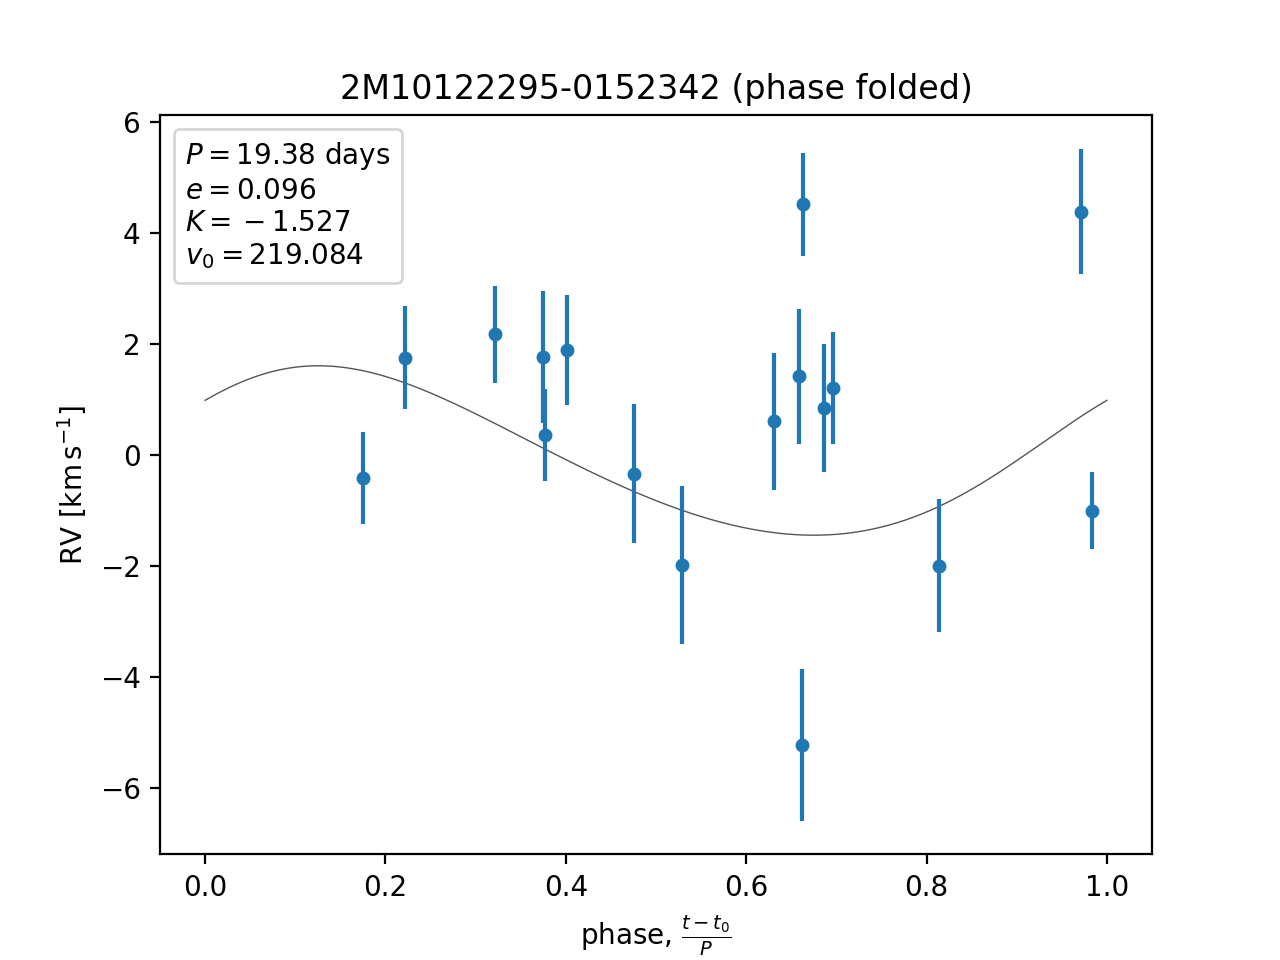 2M10122295-0152342 (phase folded)
P = 19.38 days
e = 0.096
K = −1.527
v₀ = 219.084
6
4
2
0
−2
−4
−6
RV [km s⁻¹]
0.0 0.2 0.4 0.6 0.8 1.0
phase, (t − t₀)/P